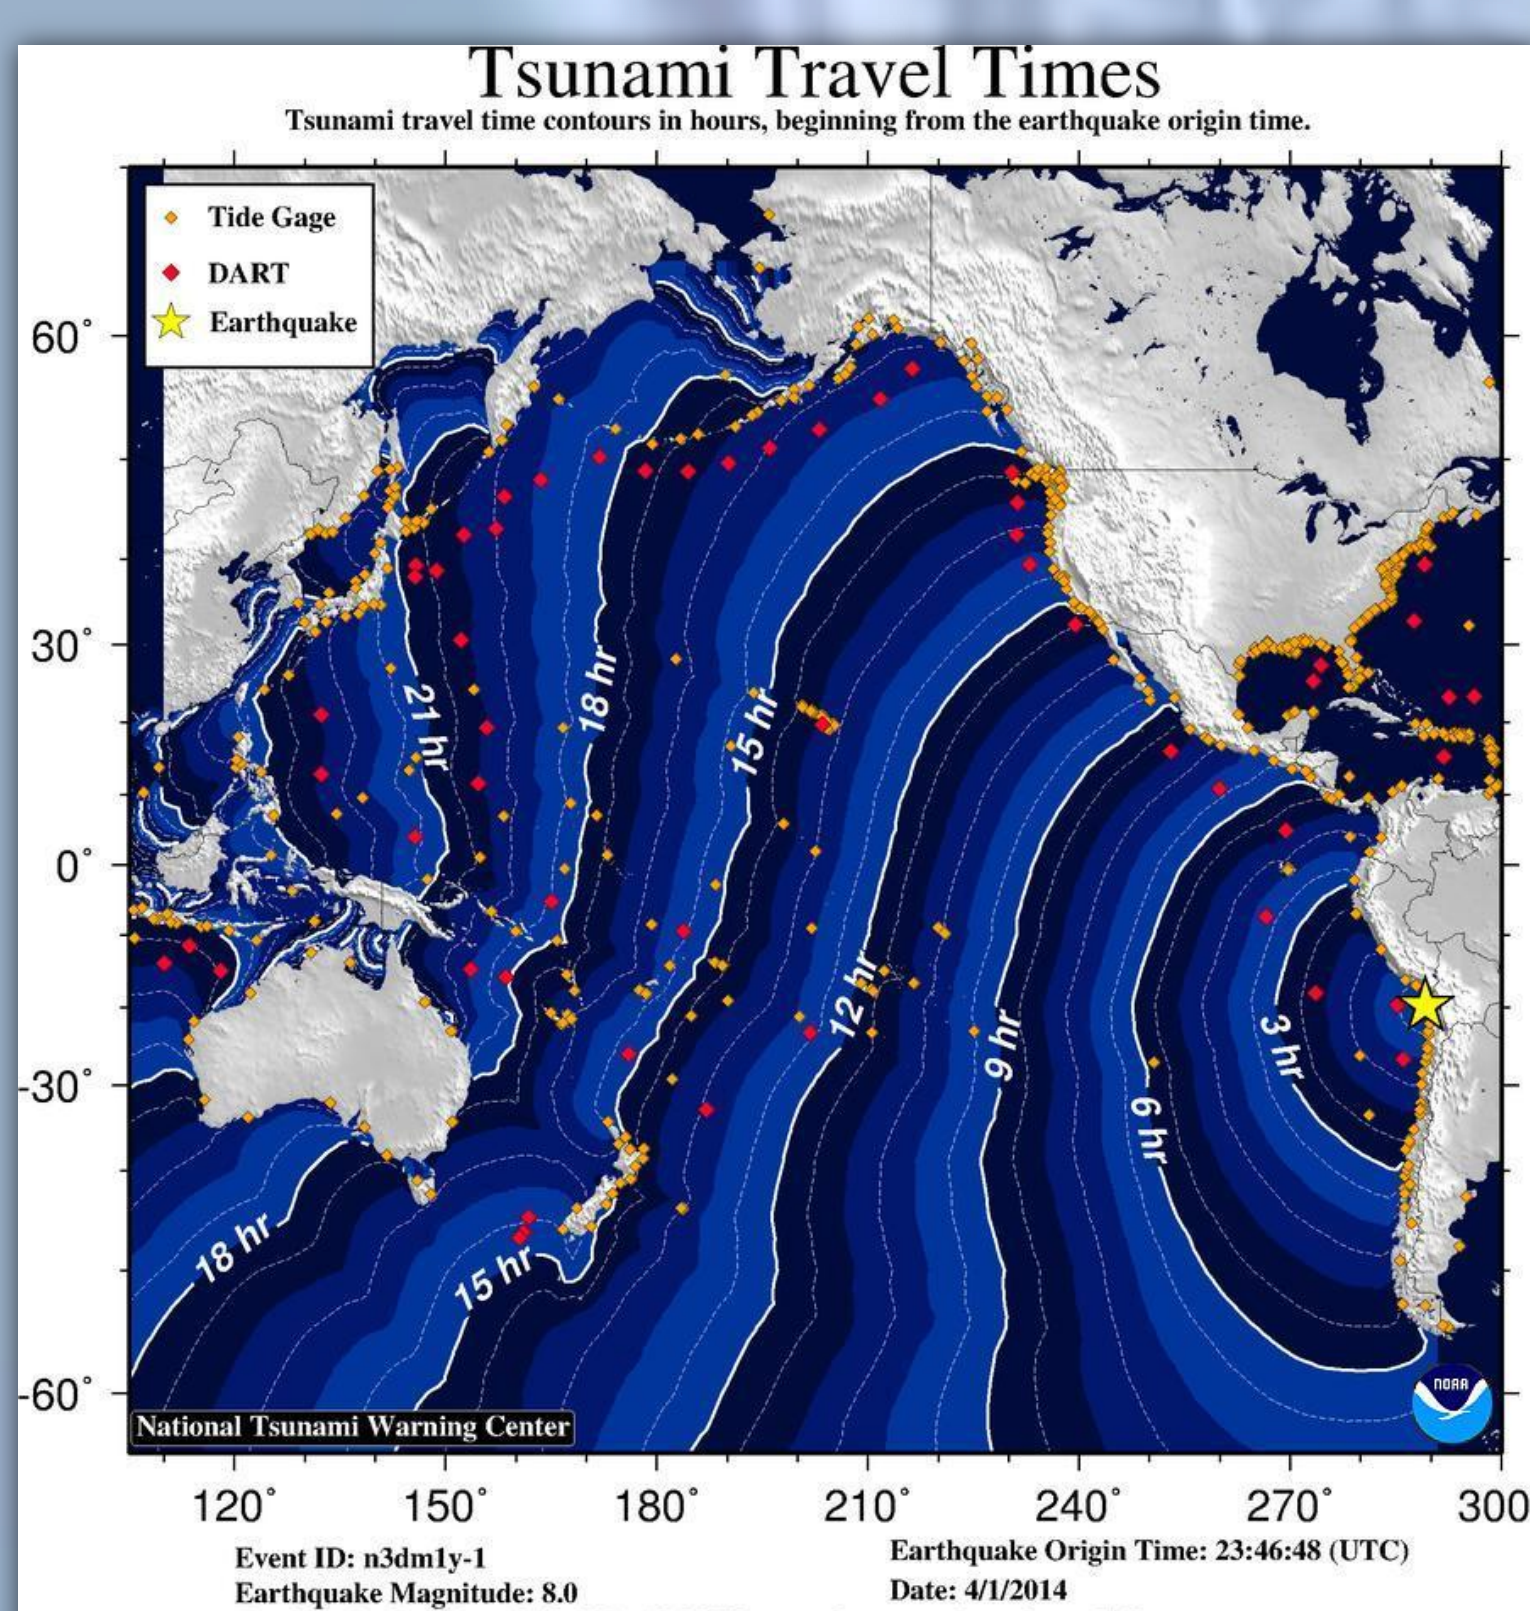 Tsunami Travel Times
Tsunami travel time contours in hours, beginning from the earthquake origin time.
Tide Gage
DART
Earthquake
60°
30°
0°
-30°
-60°
21 hr
18 hr
15 hr
12 hr
9 hr
6 hr
3 hr
18 hr
15 hr
NOAA
National Tsunami Warning Center
120° 150° 180° 210° 240° 270° 300
Event ID: n3dm1y-1
Earthquake Magnitude: 8.0
Earthquake Origin Time: 23:46:48 (UTC)
Date: 4/1/2014